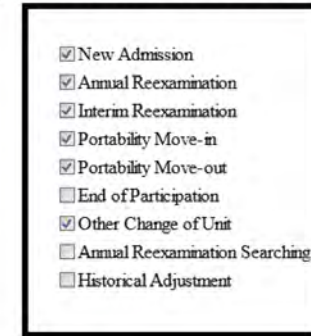 New Admission
Annual Reexamination
Interim Reexamination
Portability Move-in
Portability Move-out
End of Participation
Other Change of Unit
Annual Reexamination Searching
Historical Adjustment